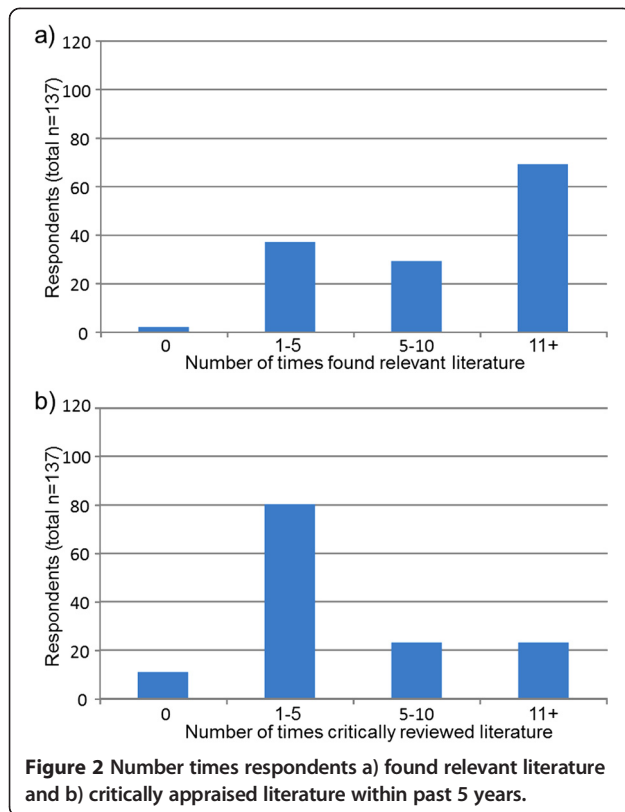 a)
Respondents (total n=137)
120
100
80
60
40
20
0
0 1-5 5-10 11+
Number of times found relevant literature
b)
Respondents (total n=137)
120
100
80
60
40
20
0
0 1-5 5-10 11+
Number of times critically reviewed literature
Figure 2 Number times respondents a) found relevant literature
and b) critically appraised literature within past 5 years.